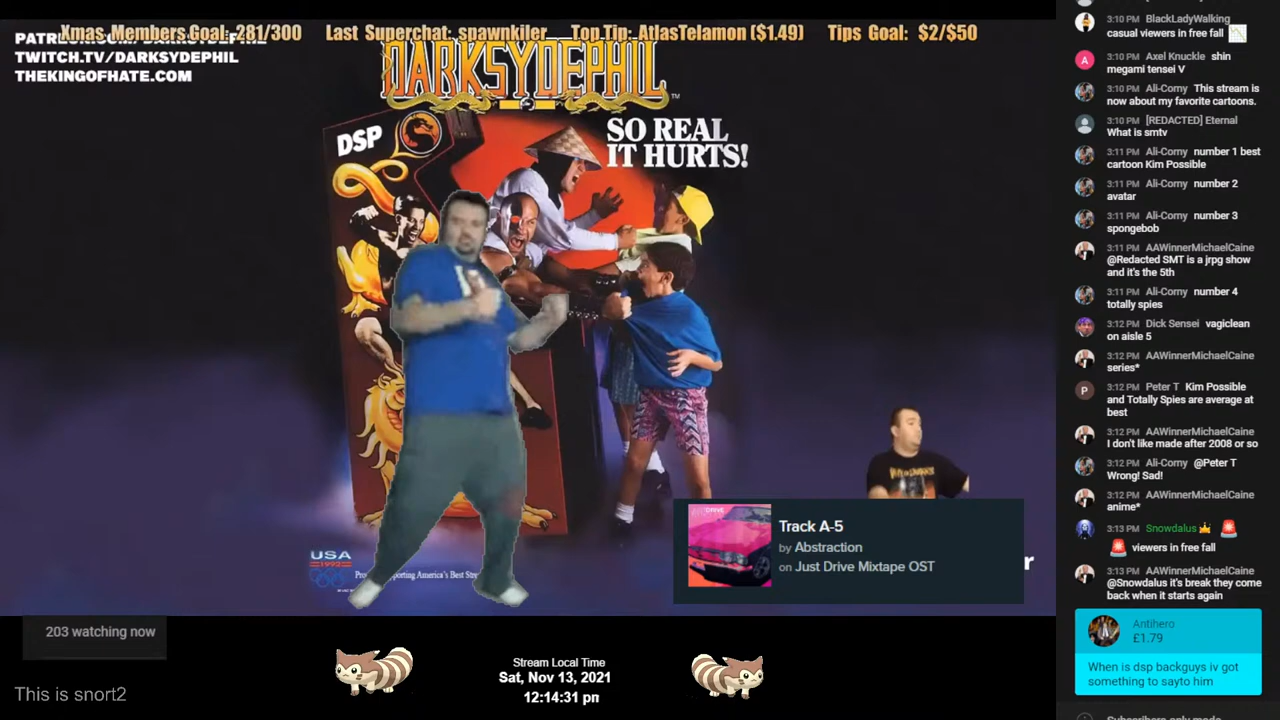 Xmas Members Goal: 281/300 Last Superchat: spawnkiler Top Tip: AtlasTelamon ($1.49) Tips Goal: $2/$50
TWITCH.TV/DARKSYDEPHIL
THEKINGOFHATE.COM
DARKSYDEPHIL
TM
DSP
SO REAL
IT HURTS!
USA
Track A-5
by Abstraction
on Just Drive Mixtape OST
203 watching now
This is snort2
Stream Local Time
Sat, Nov 13, 2021
12:14:31 pm
3:10 PM BlackLadyWalking
casual viewers in free fall
A 3:10 PM Axel Knuckle shin
megami tensei V
3:10 PM Ali-Corny This stream is
now about my favorite cartoons.
3:10 PM [REDACTED] Eternal
What is smtv
3:11 PM Ali-Corny number 1 best
cartoon Kim Possible
3:11 PM Ali-Corny number 2
avatar
3:11 PM Ali-Corny number 3
spongebob
3:11 PM AAWinnerMichaelCaine
@Redacted SMT is a jrpg show
and it's the 5th
3:11 PM Ali-Corny number 4
totally spies
3:12 PM Dick Sensei vagiclean
on aisle 5
3:12 PM AAWinnerMichaelCaine
series*
P 3:12 PM Peter T Kim Possible
and Totally Spies are average at
best
3:12 PM AAWinnerMichaelCaine
I don't like made after 2008 or so
3:12 PM Ali-Corny @Peter T
Wrong! Sad!
3:12 PM AAWinnerMichaelCaine
anime*
3:13 PM Snowdalus
viewers in free fall
3:13 PM AAWinnerMichaelCaine
@Snowdalus it's break they come
back when it starts again
Antihero
£1.79
When is dsp backguys iv got
something to sayto him
Subscribers-only mode